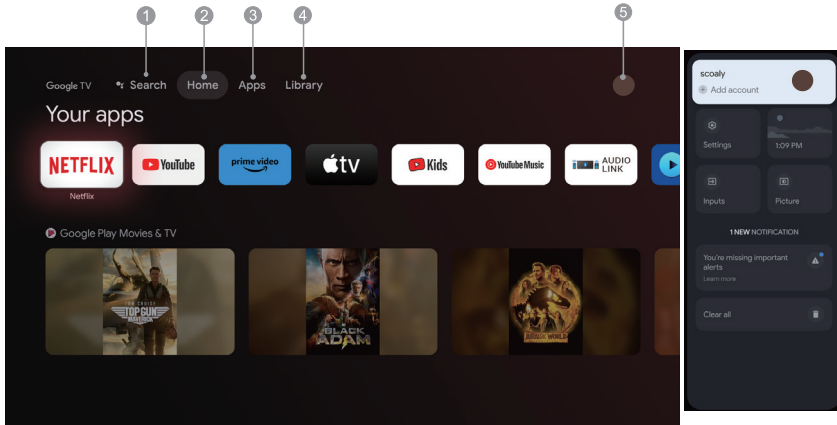 1 2 3 4 5
Google TV Search Home Apps Library
Your apps
NETFLIX YouTube prime video tv Kids YouTube Music AUDIO LINK
Netflix
Google Play Movies & TV
TOM CRUISE
TOP GUN
MAVERICK
BLACK
ADAM
JURASSIC WORLD
scoaly
Add account
Settings 1:09 PM
Inputs Picture
1 NEW NOTIFICATION
You're missing important
alerts
Learn more
Clear all